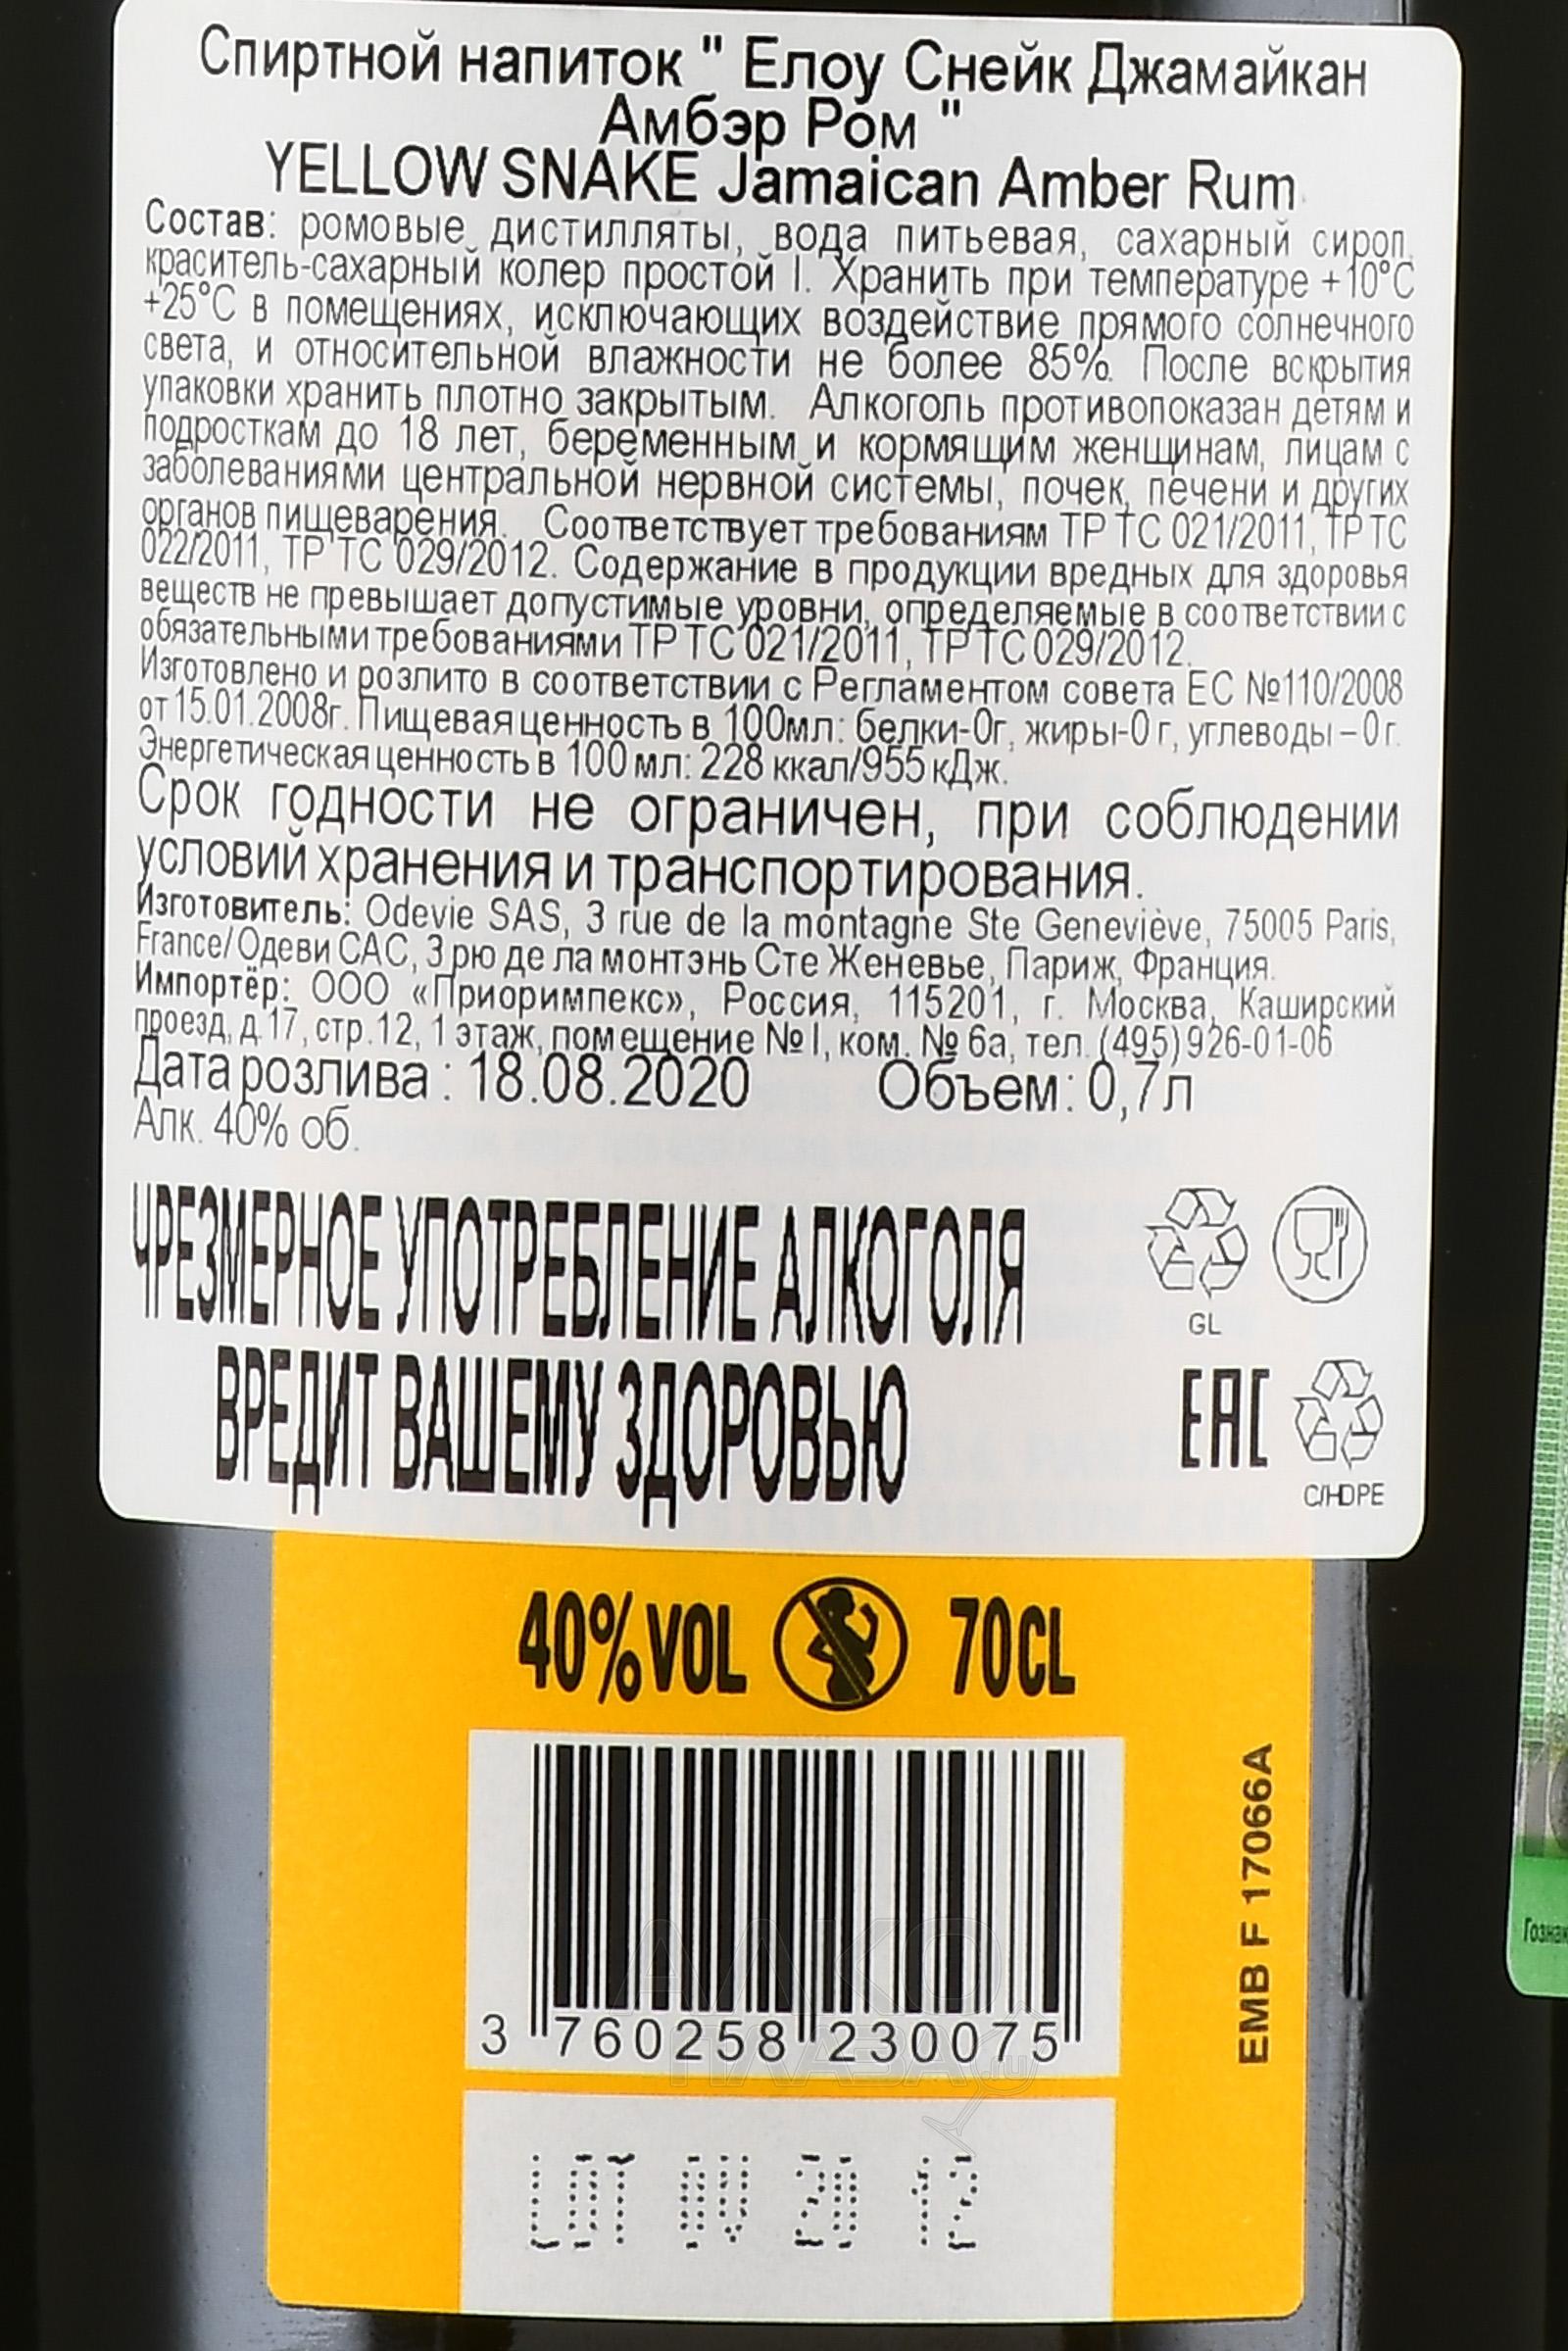 Спиртной напиток " Елоу Снейк Джамайкан
Амбэр Ром "
YELLOW SNAKE Jamaican Amber Rum
Состав: ромовые дистилляты, вода питьевая, сахарный сироп,
краситель-сахарный колер простой I. Хранить при температуре +10°C
+25°C в помещениях, исключающих воздействие прямого солнечного
света, и относительной влажности не более 85%. После вскрытия
упаковки хранить плотно закрытым. Алкоголь противопоказан детям и
подросткам до 18 лет, беременным и кормящим женщинам, лицам с
заболеваниями центральной нервной системы, почек, печени и других
органов пищеварения. Соответствует требованиям ТР ТС 021/2011, ТР ТС
022/2011, ТР ТС 029/2012. Содержание в продукции вредных для здоровья
веществ не превышает допустимые уровни, определяемые в соответствии с
обязательными требованиями ТР ТС 021/2011, ТР ТС 029/2012.
Изготовлено и розлито в соответствии с Регламентом совета ЕС №110/2008
от 15.01.2008г. Пищевая ценность в 100мл: белки-0г, жиры-0 г, углеводы – 0 г.
Энергетическая ценность в 100 мл: 228 ккал/955 кДж.
Срок годности не ограничен, при соблюдении
условий хранения и транспортирования.
Изготовитель: Odevie SAS, 3 rue de la montagne Ste Geneviève, 75005 Paris,
France/Одеви САС, 3 рю де ла монтэнь Сте Женевье, Париж, Франция.
Импортёр: ООО «Приоримпекс», Россия, 115201, г. Москва, Каширский
проезд, д.17, стр.12, 1 этаж, помещение № I, ком. № 6а, тел. (495) 926-01-06
Дата розлива : 18.08.2020 Объем: 0,7л
Алк. 40% об.
ЧРЕЗМЕРНОЕ УПОТРЕБЛЕНИЕ АЛКОГОЛЯ
ВРЕДИТ ВАШЕМУ ЗДОРОВЬЮ
GL
EAC
C/HDPE
40%VOL 70CL
EMB F 17066A
3 760258 230075
LOT 0V 20 12
АЛКО
ПЛАЗА.ru